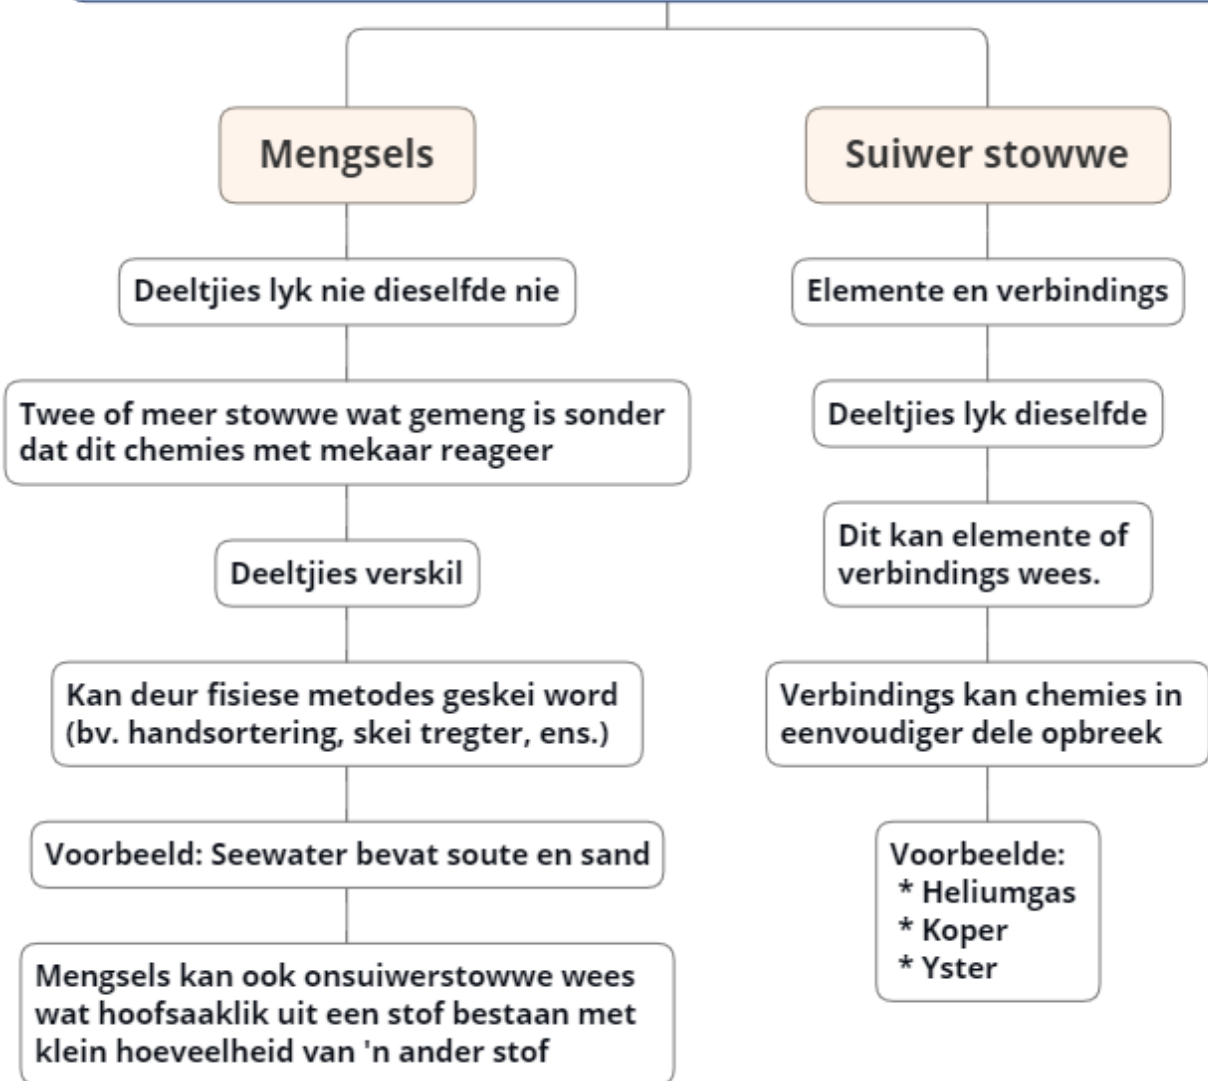 Mengsels
Deeltjies lyk nie dieselfde nie
Twee of meer stowwe wat gemeng is sonder
dat dit chemies met mekaar reageer
Deeltjies verskil
Kan deur fisiese metodes geskei word
(bv. handsortering, skei tregter, ens.)
Voorbeeld: Seewater bevat soute en sand
Mengsels kan ook onsuiwerstowwe wees
wat hoofsaaklik uit een stof bestaan met
klein hoeveelheid van 'n ander stof
Suiwer stowwe
Elemente en verbindings
Deeltjies lyk dieselfde
Dit kan elemente of
verbindings wees.
Verbindings kan chemies in
eenvoudiger dele opbreek
Voorbeelde:
* Heliumgas
* Koper
* Yster